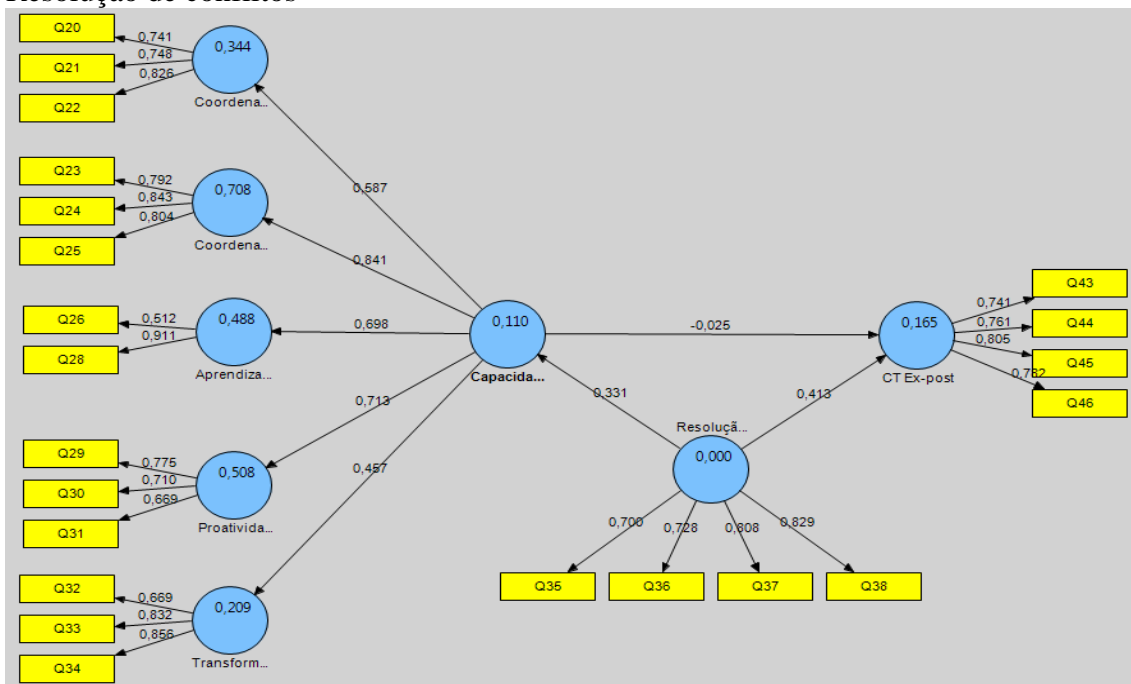 Resolução de conflitos
Q20
0,741
0,344
Q21
0,748
0,826
Q22
Coordena...
Q23
0,792
0,708
0,587
Q24
0,843
0,804
Q25
Coordena...
0,841
Q26
0,512
0,488
0,698
0,110
-0,025
0,165
0,741
Q43
0,761
Q44
0,911
Q28
0,805
Q45
Aprendiza...
Capacida...
CT Ex-post
Q46
0,713
0,331
0,413
Resoluçã...
Q29
0,775
0,508
0,457
0,000
Q30
0,710
0,669
Q31
Proativida...
0,700
0,728
0,808
0,829
Q35
Q36
Q37
Q38
Q32
0,669
0,209
Q33
0,832
0,856
Q34
Transform...